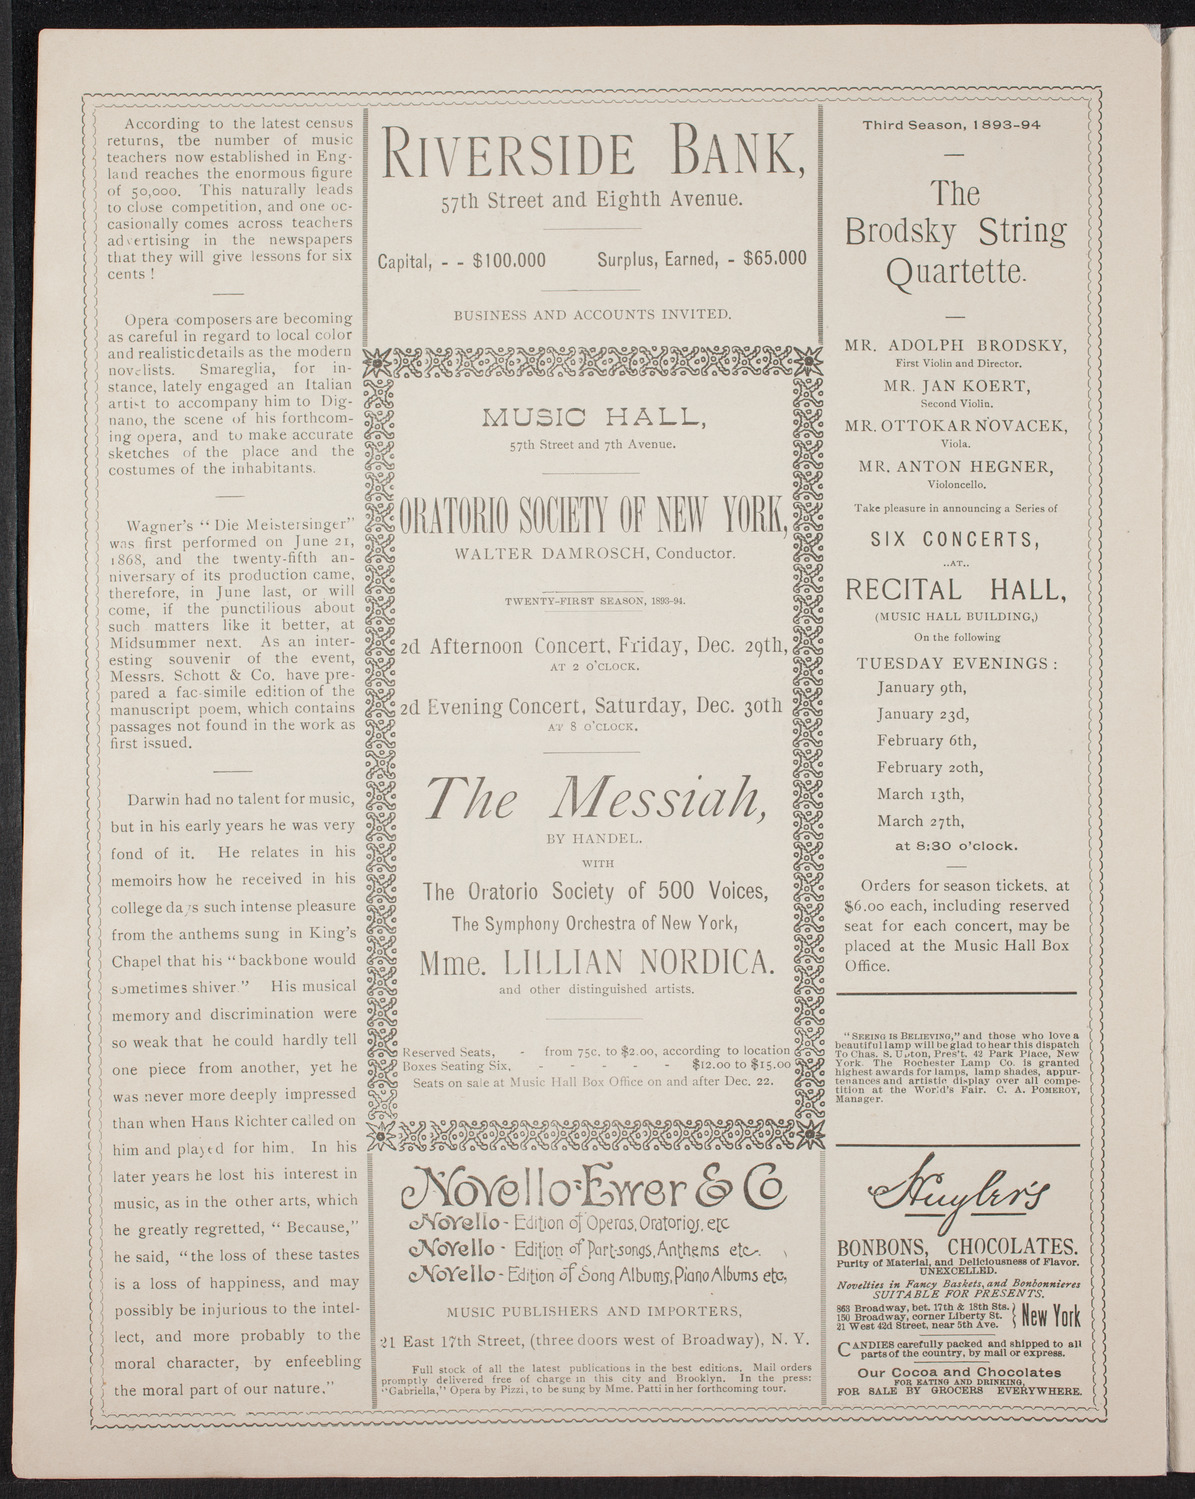 According to the latest census
returns, tbe number of music
teachers now established in Eng-
land reaches the enormous figure
of 50,000. This naturally leads
to close competition, and one oc-
casionally comes across teachers
advertising in the newspapers
that they will give lessons for six
cents !
Opera composers are becoming
as careful in regard to local color
and realistic details as the modern
novelists. Smareglia, for in-
stance, lately engaged an Italian
artist to accompany him to Dig-
nano, the scene of his forthcom-
ing opera, and to make accurate
sketches of the place and the
costumes of the inhabitants.
Wagner's “ Die Meistersinger”
was first performed on June 21,
1868, and the twenty-fifth an-
niversary of its production came,
therefore, in June last, or will
come, if the punctilious about
such matters like it better, at
Midsummer next. As an inter-
esting souvenir of the event,
Messrs. Schott & Co. have pre-
pared a fac-simile edition of the
manuscript poem, which contains
passages not found in the work as
first issued.
Darwin had no talent for music,
but in his early years he was very
fond of it. He relates in his
memoirs how he received in his
college days such intense pleasure
from the anthems sung in King's
Chapel that his “ backbone would
sometimes shiver ” His musical
memory and discrimination were
so weak that he could hardly tell
one piece from another, yet he
was never more deeply impressed
than when Hans Richter called on
him and played for him. In his
later years he lost his interest in
music, as in the other arts, which
he greatly regretted, “ Because,”
he said, “ the loss of these tastes
is a loss of happiness, and may
possibly be injurious to the intel-
lect, and more probably to the
moral character, by enfeebling
the moral part of our nature.”
RIVERSIDE BANK,
57th Street and Eighth Avenue.
Capital, - - $100.000 Surplus, Earned, - $65.000
BUSINESS AND ACCOUNTS INVITED.
MUSIC HALL,
57th Street and 7th Avenue.
ORATORIO SOCIETY OF NEW YORK,
WALTER DAMROSCH, Conductor.
TWENTY-FIRST SEASON, 1893-94.
2d Afternoon Concert, Friday, Dec. 29th,
AT 2 O'CLOCK.
2d Evening Concert, Saturday, Dec. 30th
AT 8 O'CLOCK.
The Messiah,
BY HANDEL.
WITH
The Oratorio Society of 500 Voices,
The Symphony Orchestra of New York,
Mme. LILLIAN NORDICA.
and other distinguished artists.
Reserved Seats, - from 75c. to $2.00, according to location
Boxes Seating Six, - - - - - $12.00 to $15.00
Seats on sale at Music Hall Box Office on and after Dec. 22.
Novello-Ewer & Co
Novello - Edition of Operas, Oratorios, etc
Novello - Edition of Part-songs, Anthems etc.
Novello - Edition of Song Albums, Piano Albums etc.
MUSIC PUBLISHERS AND IMPORTERS,
21 East 17th Street, (three doors west of Broadway), N. Y.
Full stock of all the latest publications in the best editions. Mail orders
promptly delivered free of charge in this city and Brooklyn. In the press:
“Gabriella,” Opera by Pizzi, to be sung by Mme. Patti in her forthcoming tour.
Third Season, 1893-94
The
Brodsky String
Quartette.
MR. ADOLPH BRODSKY,
First Violin and Director.
MR. JAN KOERT,
Second Violin.
MR. OTTOKAR NOVACEK,
Viola.
MR. ANTON HEGNER,
Violoncello.
Take pleasure in announcing a Series of
SIX CONCERTS,
..AT..
RECITAL HALL,
(MUSIC HALL BUILDING,)
On the following
TUESDAY EVENINGS :
January 9th,
January 23d,
February 6th,
February 20th,
March 13th,
March 27th,
at 8:30 o'clock.
Orders for season tickets, at
$6.00 each, including reserved
seat for each concert, may be
placed at the Music Hall Box
Office.
“ SEEING IS BELIEVING,” and those who love a
beautiful lamp will be glad to hear this dispatch
To Chas. S. Upton, Pres't, 42 Park Place, New
York. The Rochester Lamp Co. is granted
highest awards for lamps, lamp shades, appur-
tenances and artistic display over all compe-
tition at the World's Fair. C. A. POMEROY,
Manager.
Huyler's
BONBONS, CHOCOLATES.
Purity of Material, and Deliciousness of Flavor.
UNEXCELLED.
Novelties in Fancy Baskets, and Bonbonnieres
SUITABLE FOR PRESENTS.
863 Broadway, bet. 17th & 18th Sts.
150 Broadway, corner Liberty St.
21 West 42d Street, near 5th Ave.
New York
CANDIES carefully packed and shipped to all
parts of the country, by mail or express.
Our Cocoa and Chocolates
FOR EATING AND DRINKING,
FOR SALE BY GROCERS EVERYWHERE.